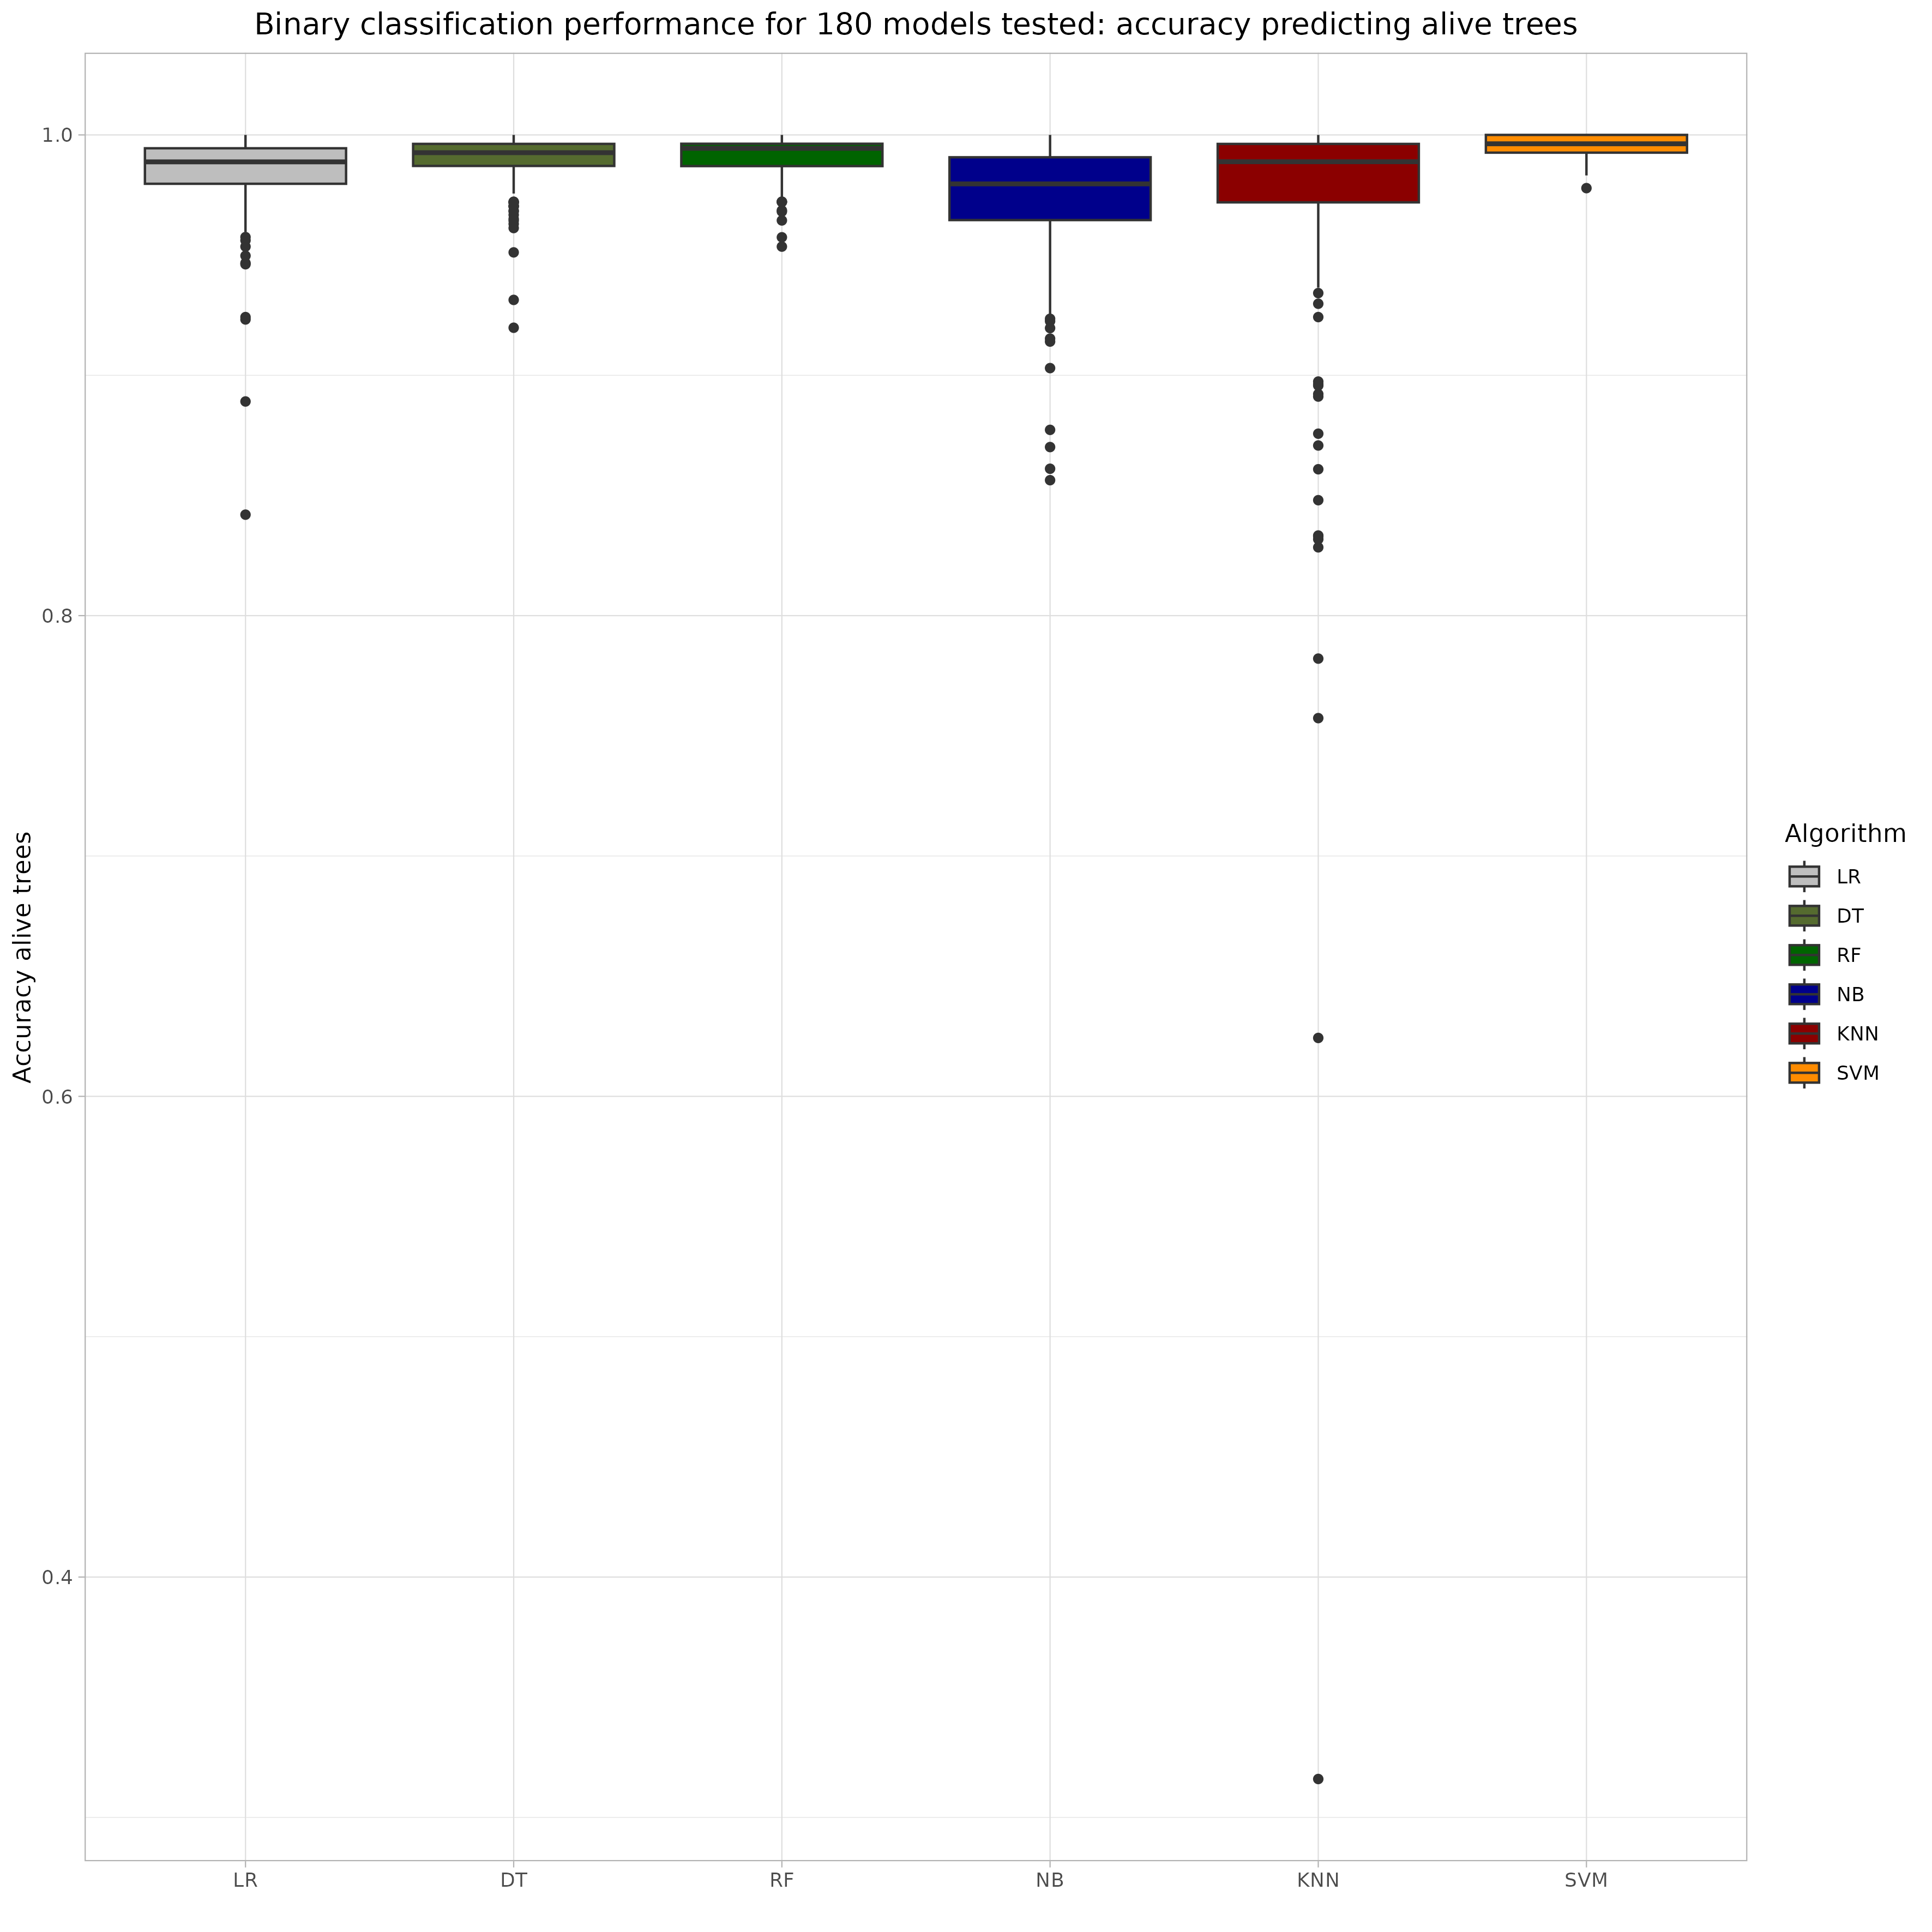 Binary classification performance for 180 models tested: accuracy predicting alive trees
Accuracy alive trees
1.0
0.8
0.6
0.4
LR
DT
RF
NB
KNN
SVM
Algorithm
LR
DT
RF
NB
KNN
SVM